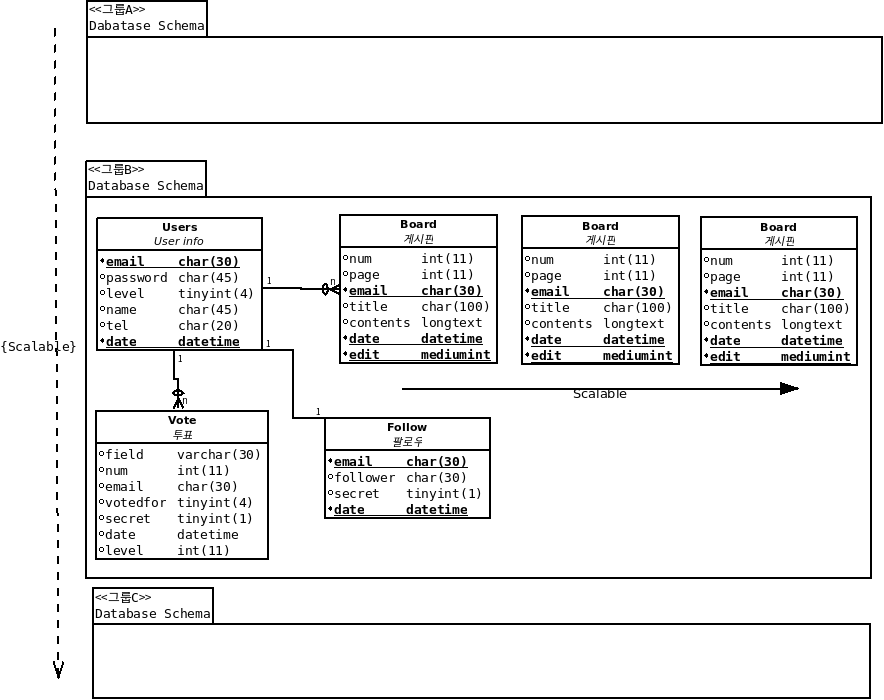 <<그룹A>>
Dabatase Schema
<<그룹B>>
Database Schema
Users
User info
email char(30)
password char(45)
level tinyint(4)
name char(45)
tel char(20)
date datetime
1
n
Board
게시판
num int(11)
page int(11)
email char(30)
title char(100)
contents longtext
date datetime
edit mediumint
Board
게시판
num int(11)
page int(11)
email char(30)
title char(100)
contents longtext
date datetime
edit mediumint
Board
게시판
num int(11)
page int(11)
email char(30)
title char(100)
contents longtext
date datetime
edit mediumint
{Scalable}
1
1
Scalable
n
1
Vote
투표
field varchar(30)
num int(11)
email char(30)
votedfor tinyint(4)
secret tinyint(1)
date datetime
level int(11)
Follow
팔로우
email char(30)
follower char(30)
secret tinyint(1)
date datetime
<<그룹C>>
Database Schema